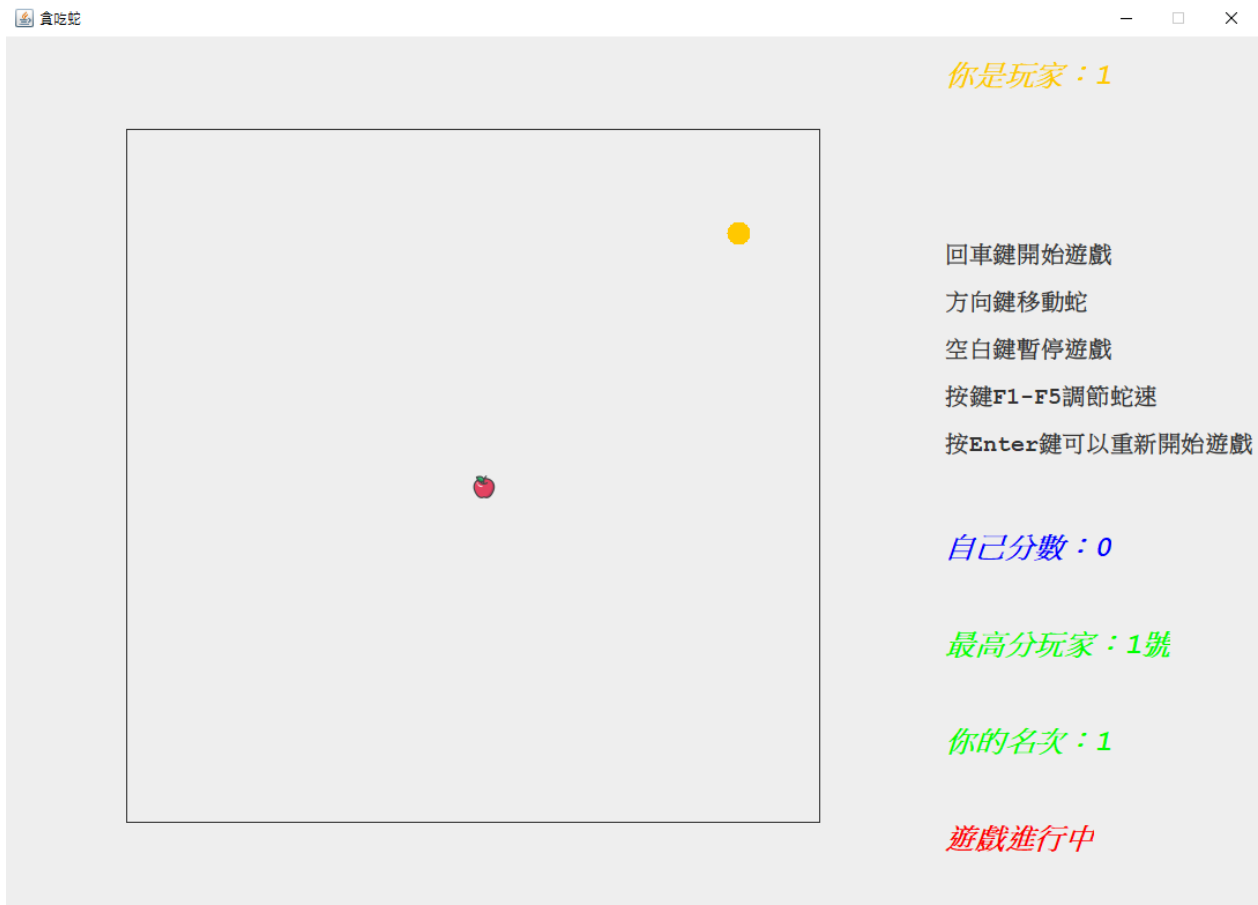 貪吃蛇
你是玩家：1
回車鍵開始遊戲
方向鍵移動蛇
空白鍵暫停遊戲
按鍵F1-F5調節蛇速
按Enter鍵可以重新開始遊戲
自己分數：0
最高分玩家：1號
你的名次：1
遊戲進行中